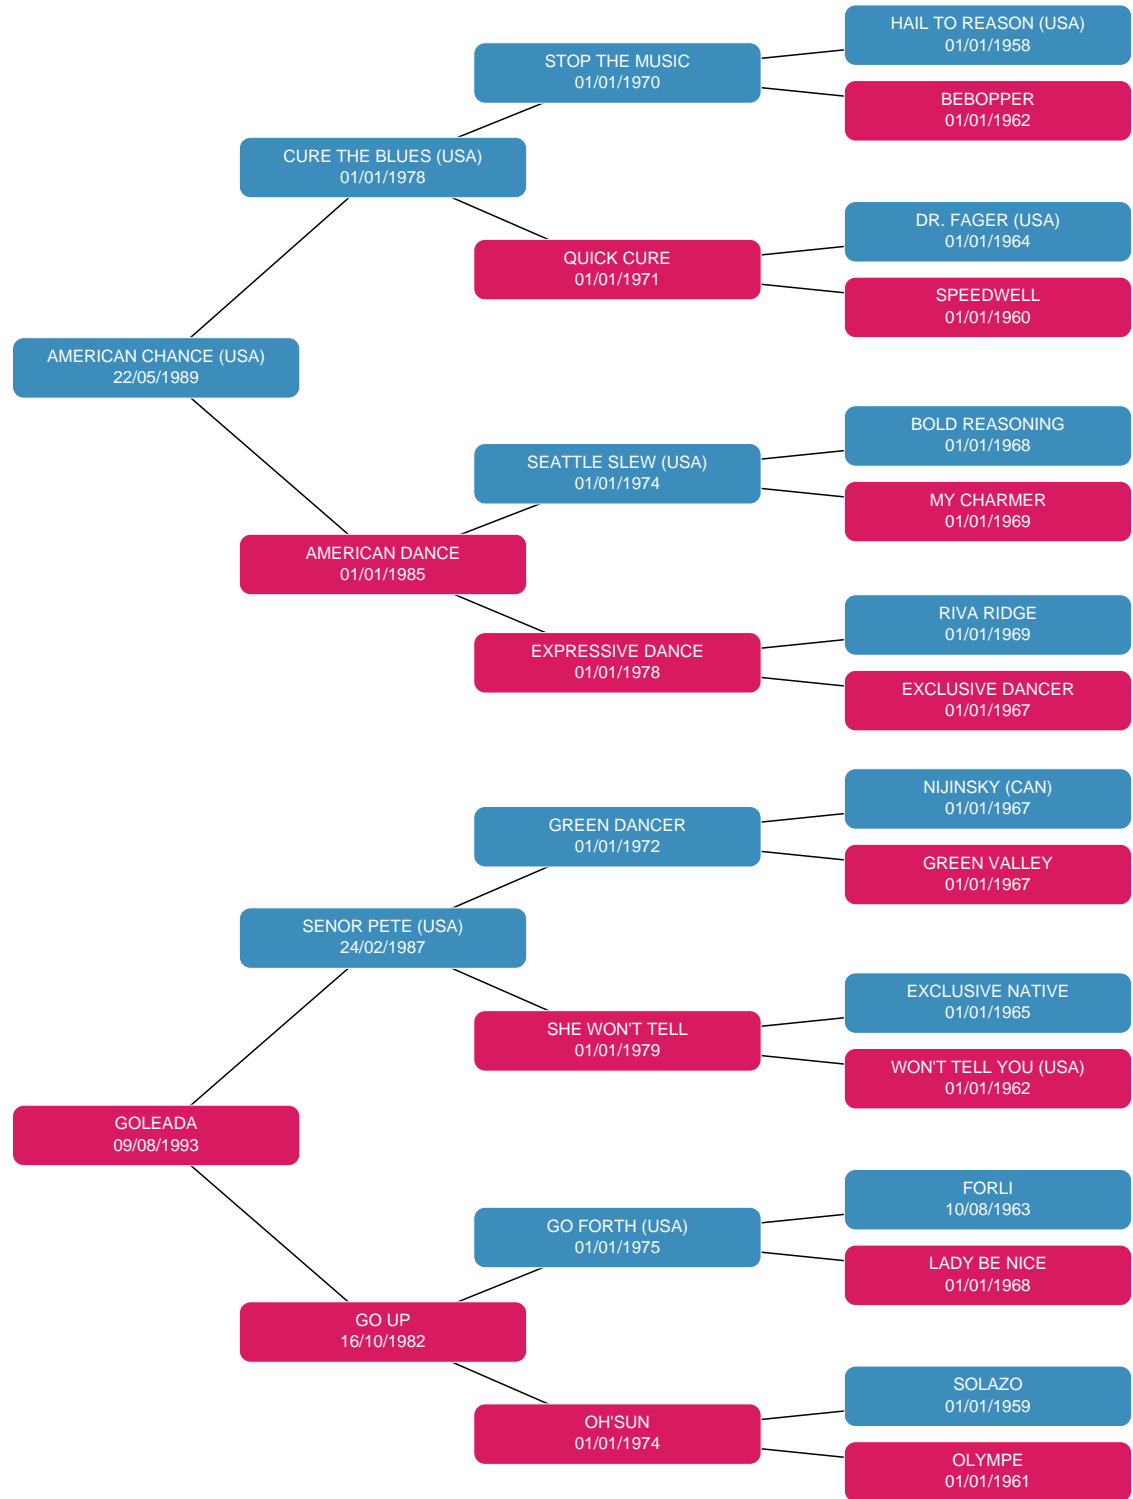 HAIL TO REASON (USA)
01/01/1958
STOP THE MUSIC
01/01/1970
BEBOPPER
01/01/1962
CURE THE BLUES (USA)
01/01/1978
DR. FAGER (USA)
01/01/1964
QUICK CURE
01/01/1971
SPEEDWELL
01/01/1960
AMERICAN CHANCE (USA)
22/05/1989
BOLD REASONING
01/01/1968
SEATTLE SLEW (USA)
01/01/1974
MY CHARMER
01/01/1969
AMERICAN DANCE
01/01/1985
RIVA RIDGE
01/01/1969
EXPRESSIVE DANCE
01/01/1978
EXCLUSIVE DANCER
01/01/1967
NIJINSKY (CAN)
01/01/1967
GREEN DANCER
01/01/1972
GREEN VALLEY
01/01/1967
SENOR PETE (USA)
24/02/1987
EXCLUSIVE NATIVE
01/01/1965
SHE WON'T TELL
01/01/1979
WON'T TELL YOU (USA)
01/01/1962
GOLEADA
09/08/1993
FORLI
10/08/1963
GO FORTH (USA)
01/01/1975
LADY BE NICE
01/01/1968
GO UP
16/10/1982
SOLAZO
01/01/1959
OH'SUN
01/01/1974
OLYMPE
01/01/1961